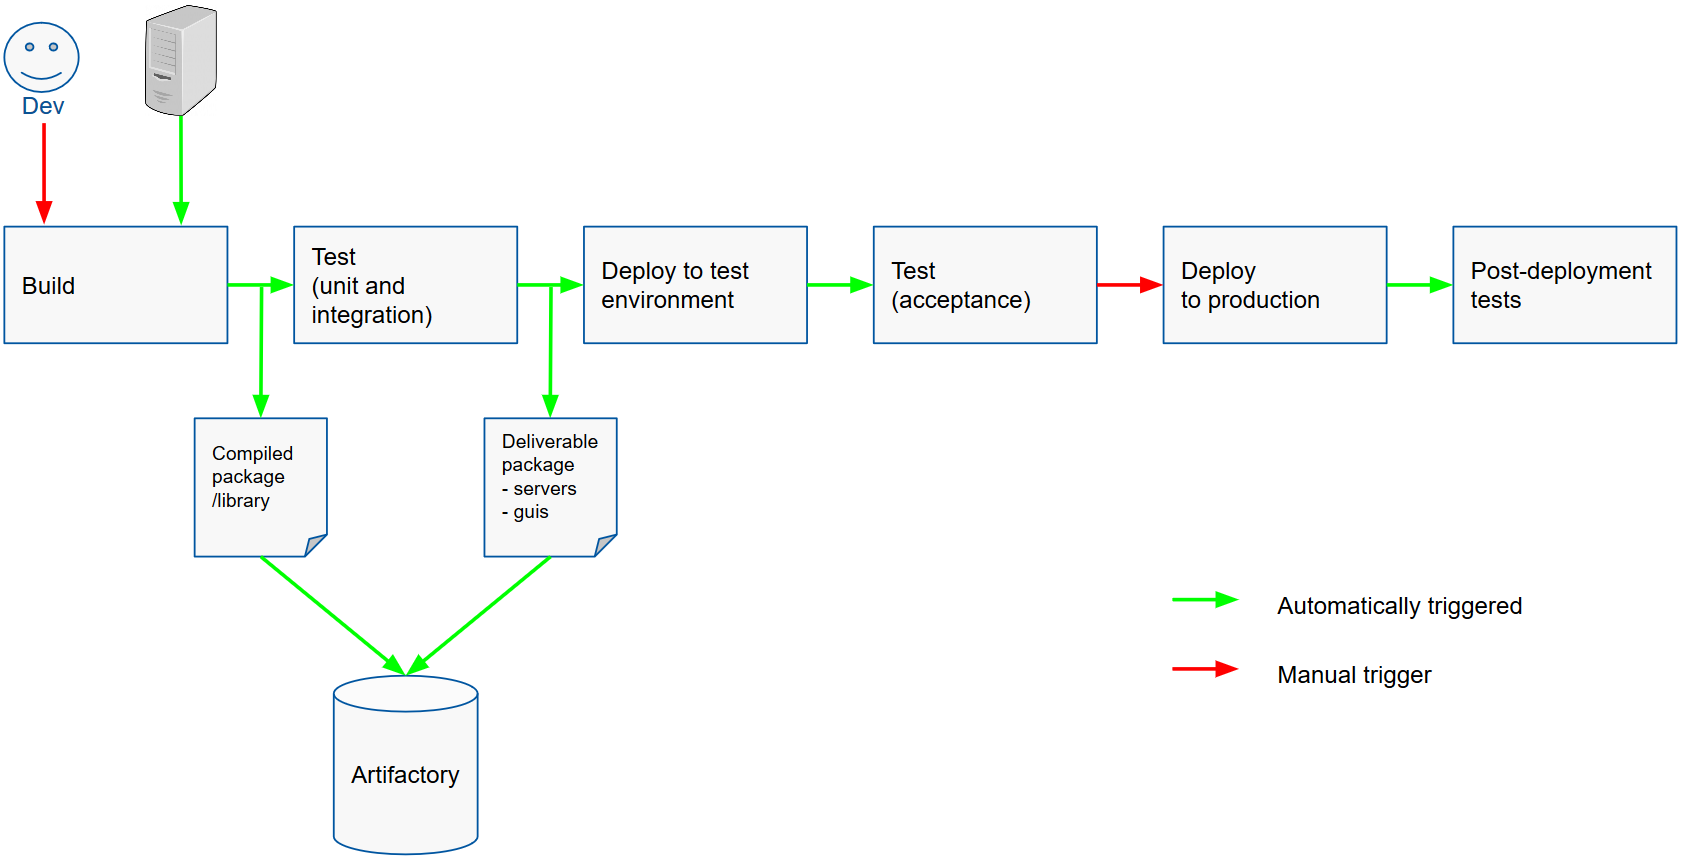 Dev
Build
Test
(unit and
integration)
Deploy to test
environment
Test
(acceptance)
Deploy
to production
Post-deployment
tests
Compiled
package
/library
Deliverable
package
- servers
- guis
Automatically triggered
Manual trigger
Artifactory